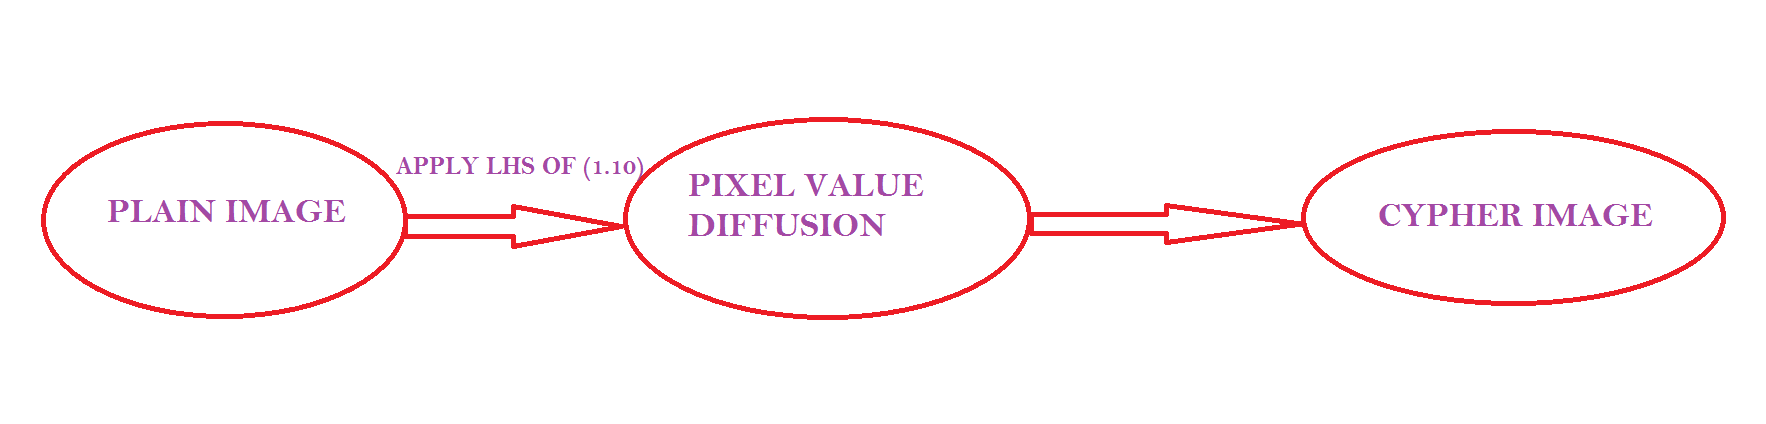 PLAIN IMAGE
APPLY LHS OF (1.10)
PIXEL VALUE
DIFFUSION
CYPHER IMAGE